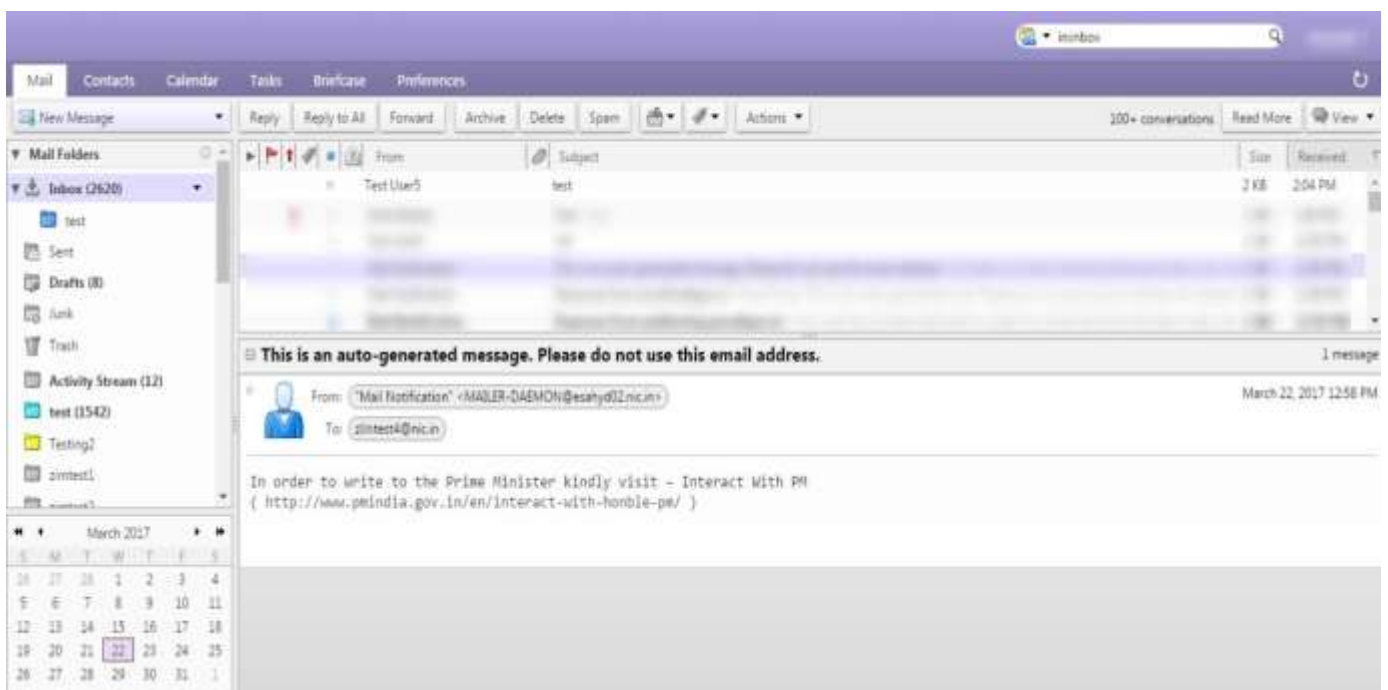 in:inbox
Mail Contacts Calendar Tasks Briefcase Preferences
New Message Reply Reply to All Forward Archive Delete Spam Actions 100+ conversations Read More View
Mail Folders
From Subject Size Received
Inbox (2620)
Test User5 test 2 KB 2:04 PM
test
Sent
Drafts (8)
Junk
Trash
Activity Stream (12)
test (1542)
Testing2
zimtest1
This is an auto-generated message. Please do not use this email address. 1 message
From: "Mail Notification" <MAILER-DAEMON@esahyd02.nic.in> March 22, 2017 12:58 PM
To: zimtest4@nic.in
In order to write to the Prime Minister kindly visit – Interact With PM
( http://www.pmindia.gov.in/en/interact-with-honble-pm/ )
March 2017
S M T W T F S
26 27 28 1 2 3 4
5 6 7 8 9 10 11
12 13 14 15 16 17 18
19 20 21 22 23 24 25
26 27 28 29 30 31 1